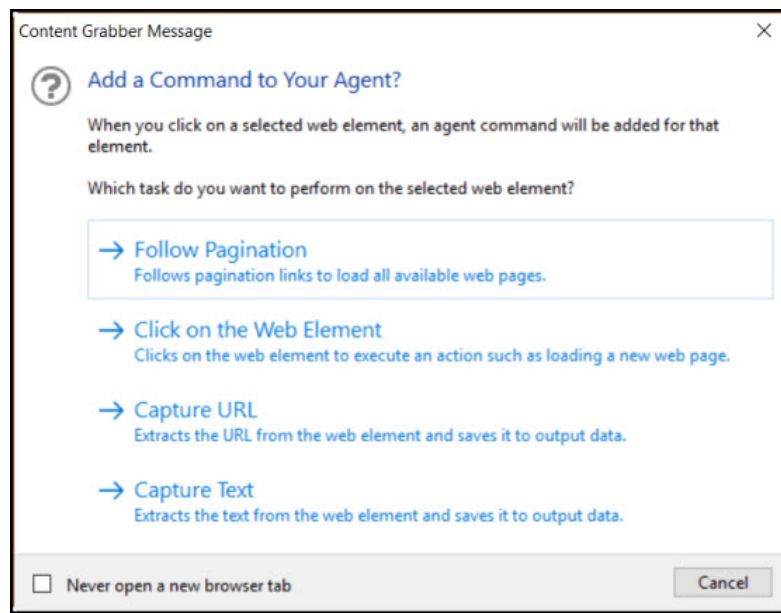 Content Grabber Message
Add a Command to Your Agent?
When you click on a selected web element, an agent command will be added for that
element.
Which task do you want to perform on the selected web element?
Follow Pagination
Follows pagination links to load all available web pages.
Click on the Web Element
Clicks on the web element to execute an action such as loading a new web page.
Capture URL
Extracts the URL from the web element and saves it to output data.
Capture Text
Extracts the text from the web element and saves it to output data.
Never open a new browser tab
Cancel